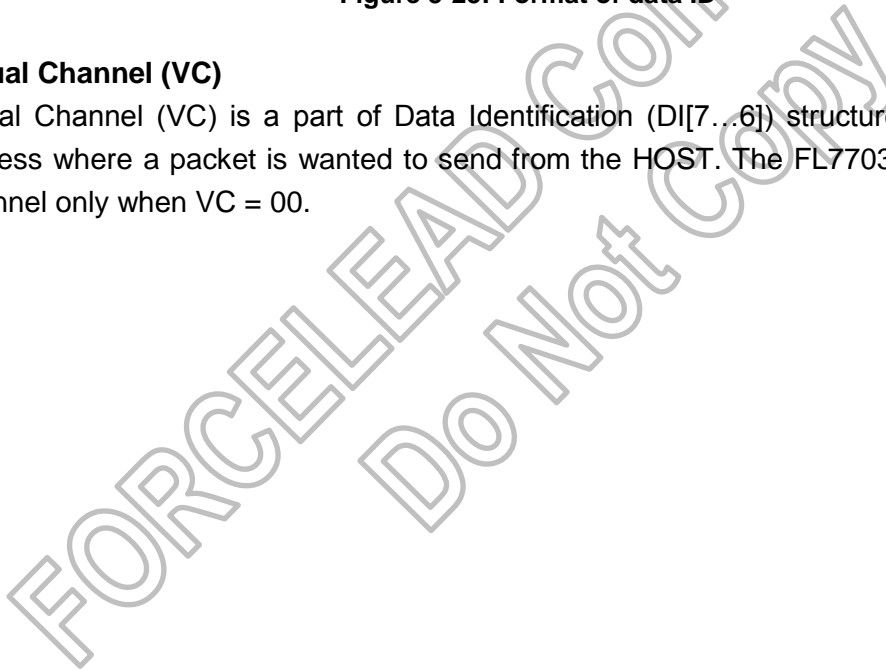 Figure Format of data ID
ual Channel (VC)
al Channel (VC) is a part of Data Identification (DI[7…6]) structure
ess where a packet is wanted to send from the HOST. The FL7703
nnel only when VC = 00.
FORCELEAD Con
Do Not Copy